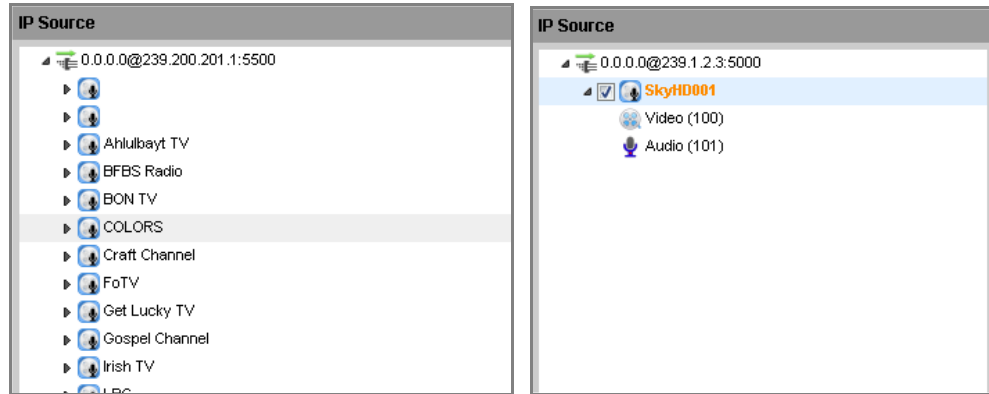 IP Source
0.0.0.0@239.200.201.1:5500
Ahlulbayt TV
BFBS Radio
BON TV
COLORS
Craft Channel
FoTV
Get Lucky TV
Gospel Channel
Irish TV
IP Source
0.0.0.0@239.1.2.3:5000
SkyHD001
Video (100)
Audio (101)